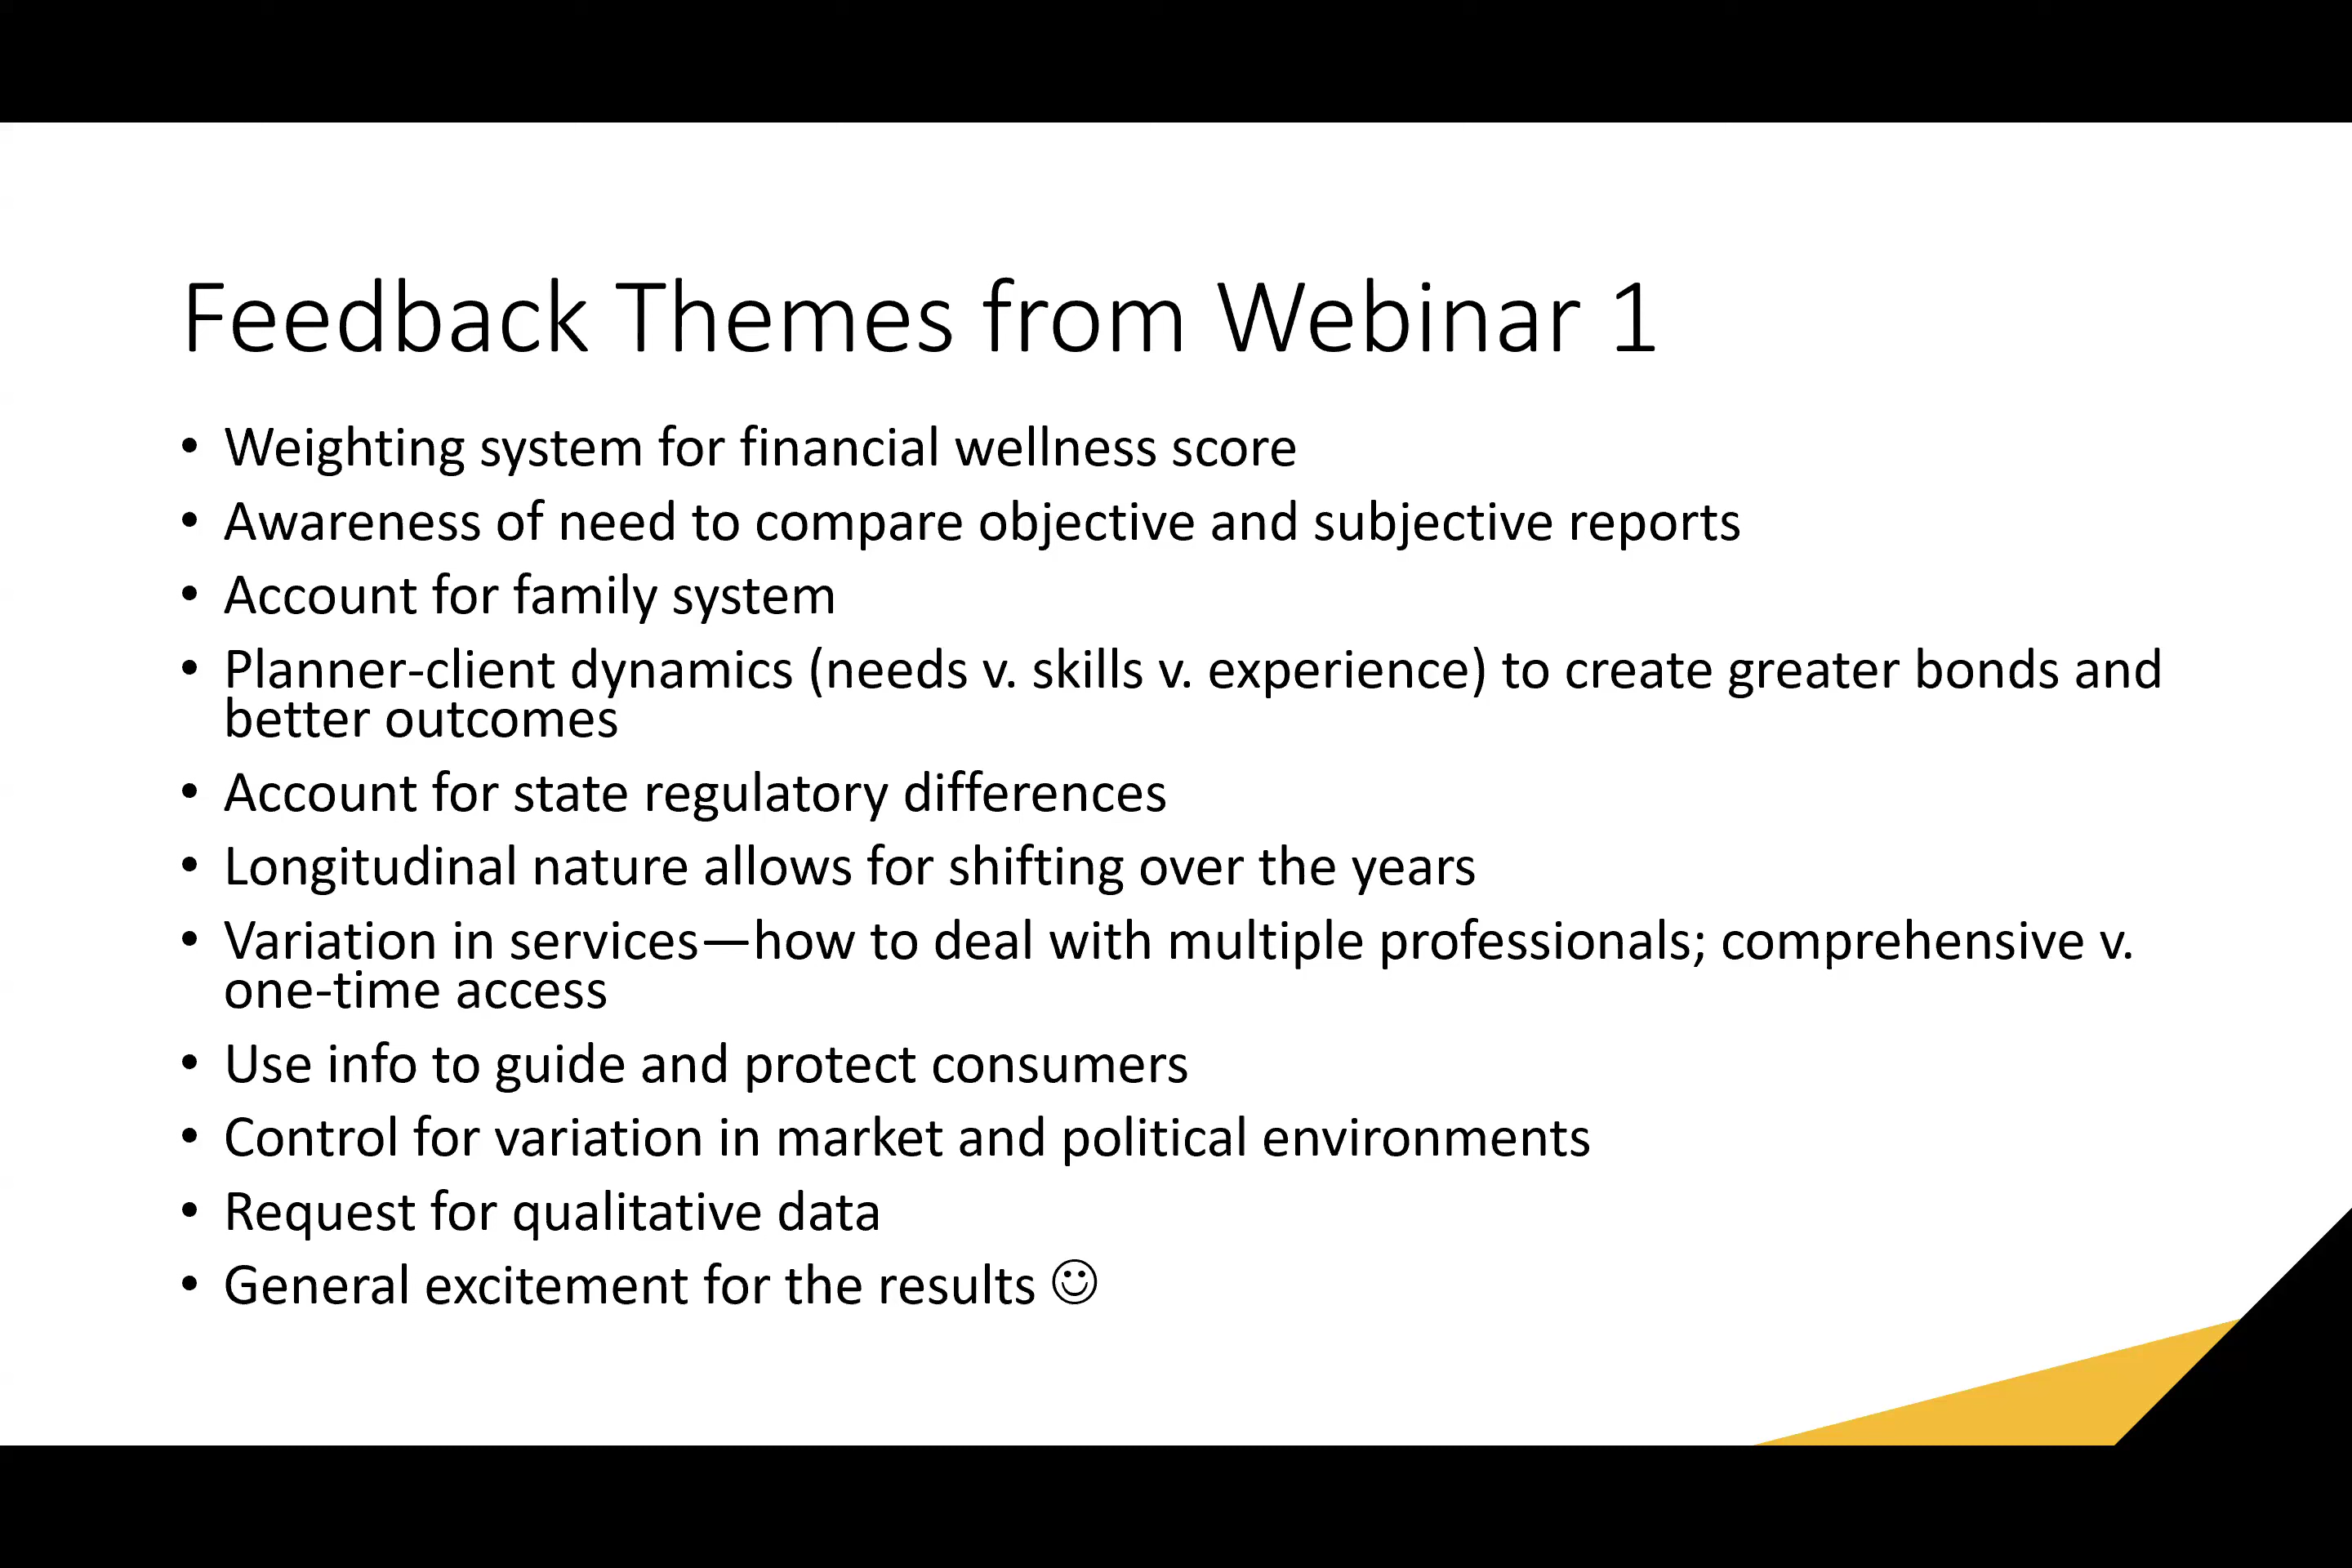 Feedback Themes from Webinar 1
• Weighting system for financial wellness score
• Awareness of need to compare objective and subjective reports
• Account for family system
• Planner-client dynamics (needs v. skills v. experience) to create greater bonds and
better outcomes
• Account for state regulatory differences
• Longitudinal nature allows for shifting over the years
• Variation in services—how to deal with multiple professionals; comprehensive v.
one-time access
• Use info to guide and protect consumers
• Control for variation in market and political environments
• Request for qualitative data
• General excitement for the results ☺